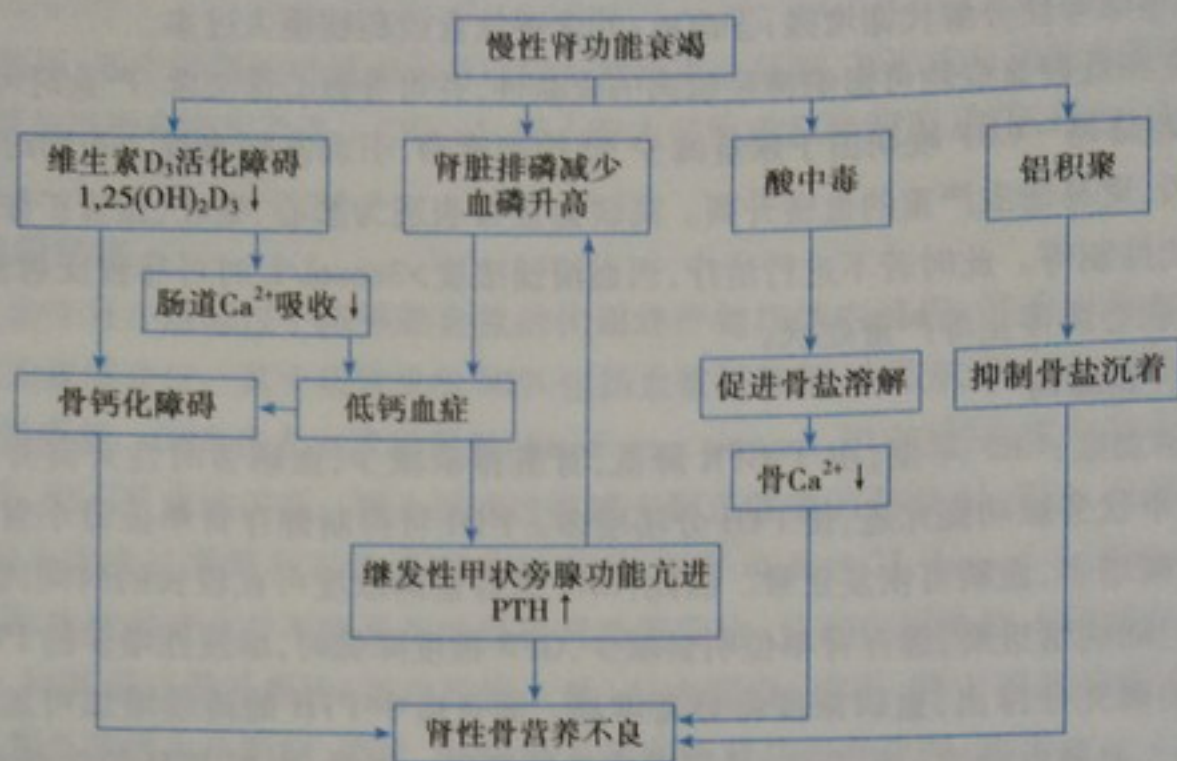 慢性肾功能衰竭
维生素D₃活化障碍
1,25(OH)₂D₃↓
肾脏排磷减少
血磷升高
酸中毒
铝积聚
肠道Ca²⁺吸收↓
骨钙化障碍
低钙血症
促进骨盐溶解
抑制骨盐沉着
骨Ca²⁺↓
继发性甲状旁腺功能亢进
PTH↑
肾性骨营养不良